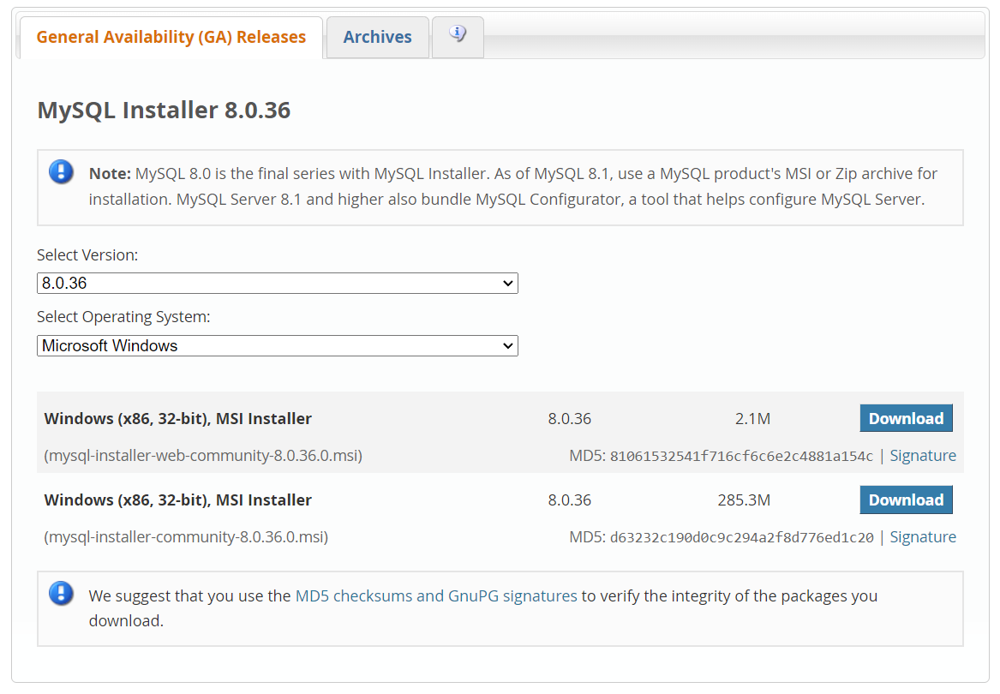 General Availability (GA) Releases
Archives
MySQL Installer 8.0.36
Note: MySQL 8.0 is the final series with MySQL Installer. As of MySQL 8.1, use a MySQL product's MSI or Zip archive for
installation. MySQL Server 8.1 and higher also bundle MySQL Configurator, a tool that helps configure MySQL Server.
Select Version:
8.0.36
Select Operating System:
Microsoft Windows
Windows (x86, 32-bit), MSI Installer 8.0.36 2.1M Download
(mysql-installer-web-community-8.0.36.0.msi) MD5: 81061532541f716cf6c6e2c4881a154c | Signature
Windows (x86, 32-bit), MSI Installer 8.0.36 285.3M Download
(mysql-installer-community-8.0.36.0.msi) MD5: d63232c190d0c9c294a2f8d776ed1c20 | Signature
We suggest that you use the MD5 checksums and GnuPG signatures to verify the integrity of the packages you
download.